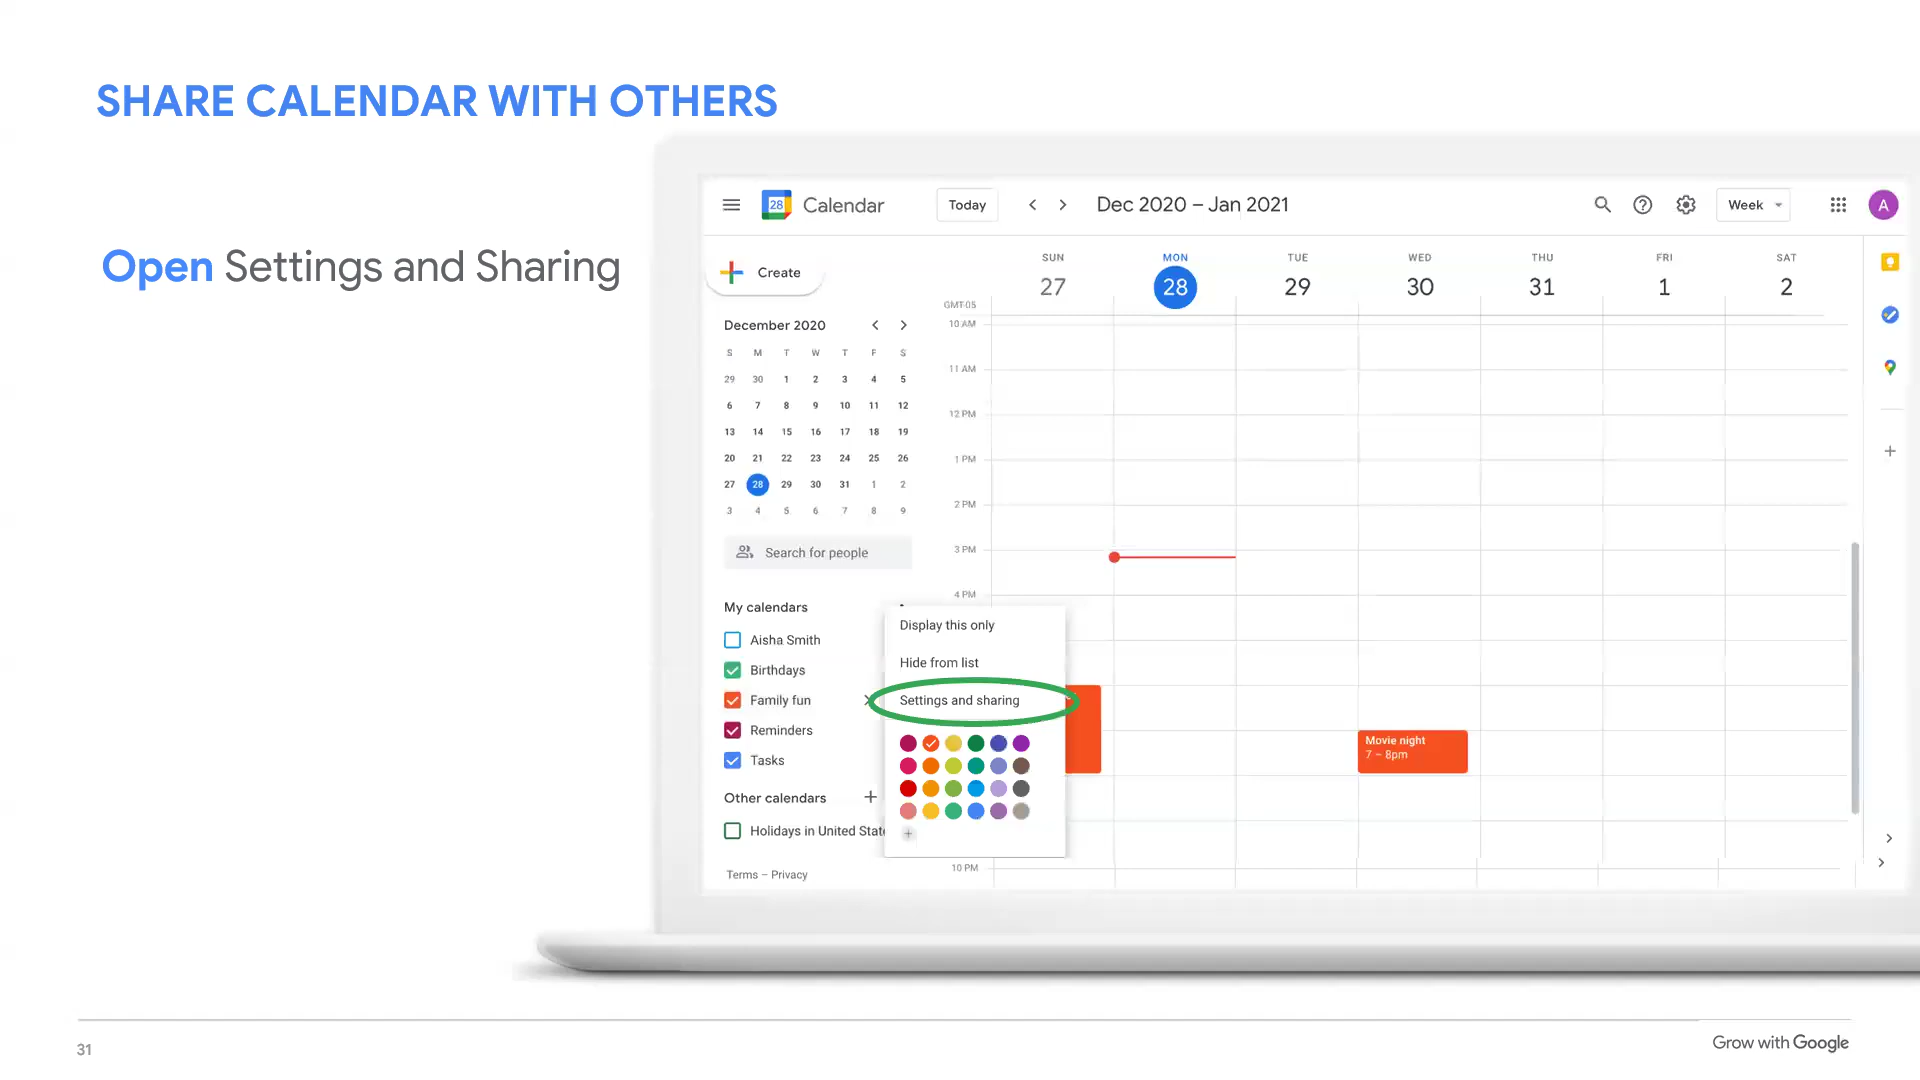 SHARE CALENDAR WITH OTHERS
Open Settings and Sharing
28 Calendar Today Dec 2020 – Jan 2021 Week A
Create
SUN MON TUE WED THU FRI SAT
27 28 29 30 31 1 2
GMT-05
December 2020
S M T W T F S
29 30 1 2 3 4 5
6 7 8 9 10 11 12
13 14 15 16 17 18 19
20 21 22 23 24 25 26
27 28 29 30 31 1 2
3 4 5 6 7 8 9
Search for people
My calendars
Aisha Smith
Birthdays
Family fun
Reminders
Tasks
Other calendars
Holidays in United State
Terms – Privacy
10 AM
11 AM
12 PM
1 PM
2 PM
3 PM
4 PM
10 PM
Display this only
Hide from list
Settings and sharing
Movie night
7 – 8pm
31
Grow with Google